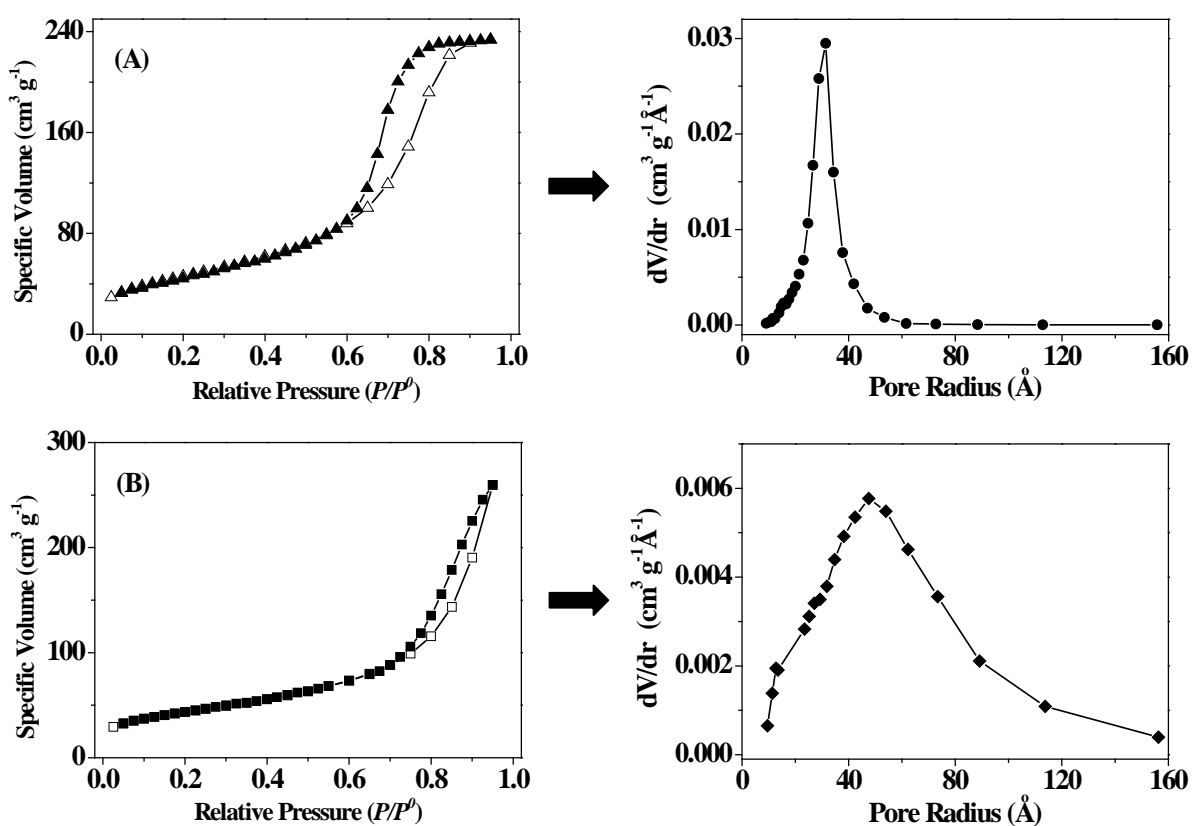 (A)
240
160
80
0
Specific Volume (cm³ g⁻¹)
0.0 0.2 0.4 0.6 0.8 1.0
Relative Pressure (P/P⁰)
0.03
0.02
0.01
0.00
dV/dr (cm³ g⁻¹Å⁻¹)
0 40 80 120 160
Pore Radius (Å)
(B)
300
200
100
0
Specific Volume (cm³ g⁻¹)
0.0 0.2 0.4 0.6 0.8 1.0
Relative Pressure (P/P⁰)
0.006
0.004
0.002
0.000
dV/dr (cm³ g⁻¹Å⁻¹)
0 40 80 120 160
Pore Radius (Å)